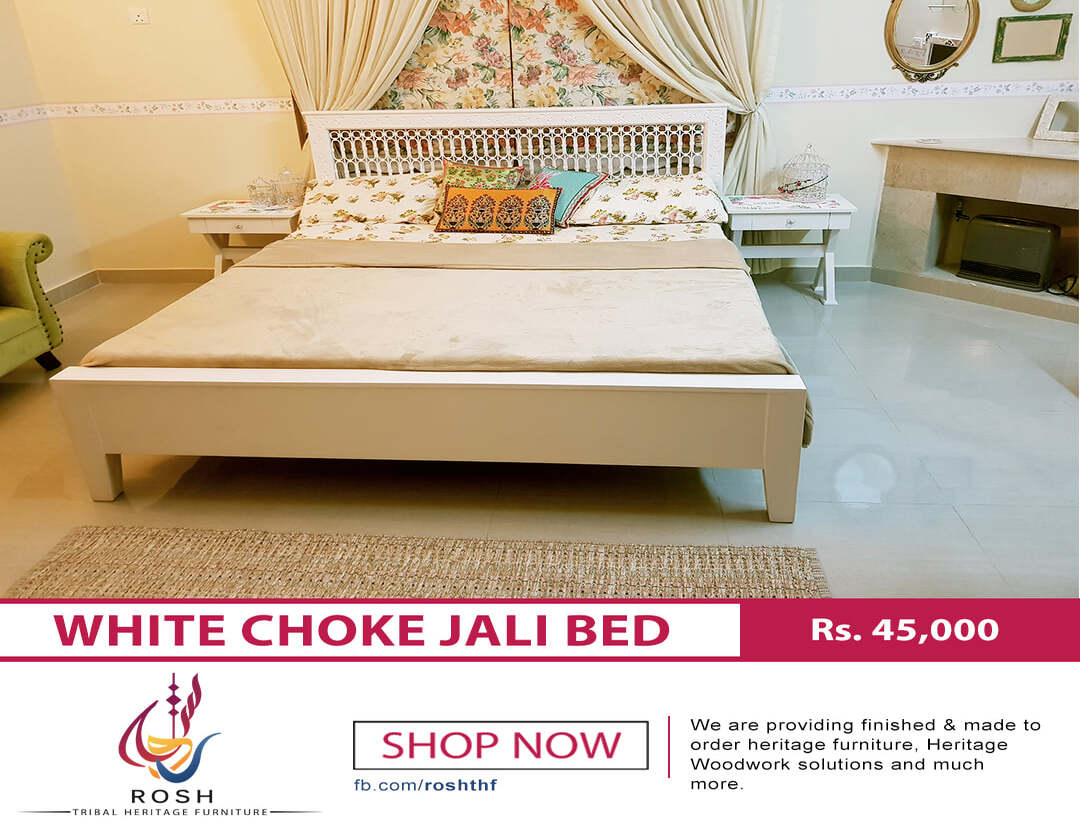 WHITE CHOKE JALI BED
Rs. 45,000
ROSH
TRIBAL HERITAGE FURNITURE
SHOP NOW
fb.com/roshthf
We are providing finished & made to
order heritage furniture, Heritage
Woodwork solutions and much
more.